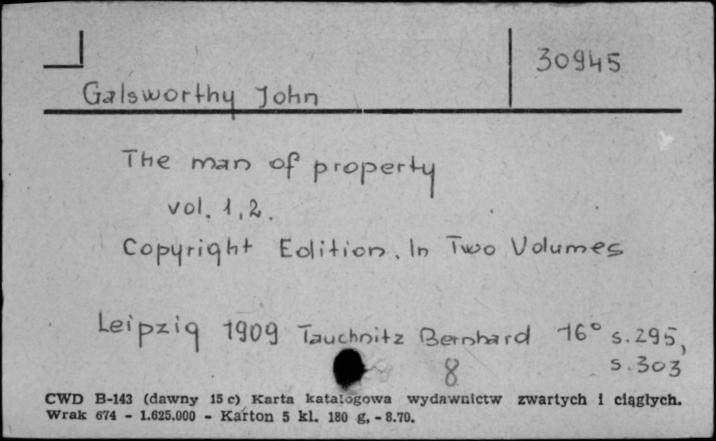 30945
Galsworthy John
The man of property
vol. 1,2.
Copyright Edition. In Two Volumes
Leipzig 1909 Tauchnitz Bernhard 16° s.295,
s.303
8
CWD B-143 (dawny 15 c) Karta katalogowa wydawnictw zwartych i ciągłych.
Wrak 674 - 1.625.000 - Karton 5 kl. 180 g, - 8.70.